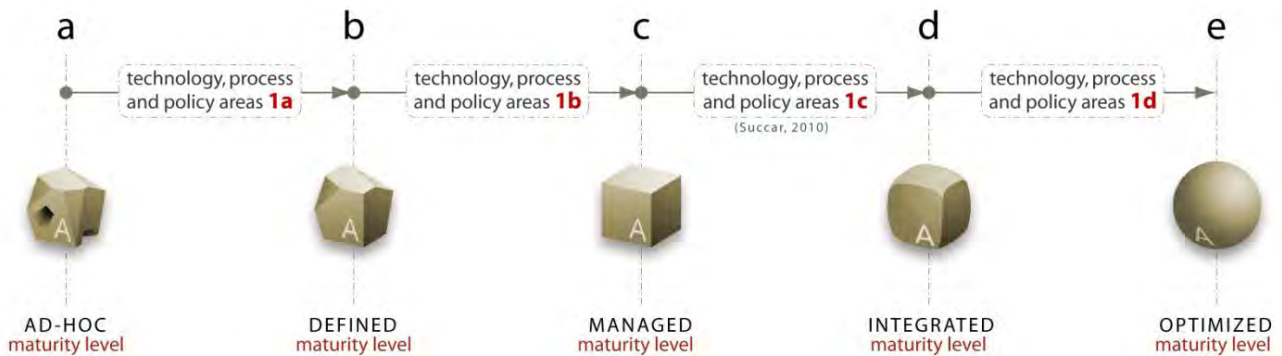 a
b
c
d
e
technology, process
and policy areas 1a
technology, process
and policy areas 1b
technology, process
and policy areas 1c
(Succar, 2010)
technology, process
and policy areas 1d
A
A
A
A
A
AD-HOC
maturity level
DEFINED
maturity level
MANAGED
maturity level
INTEGRATED
maturity level
OPTIMIZED
maturity level